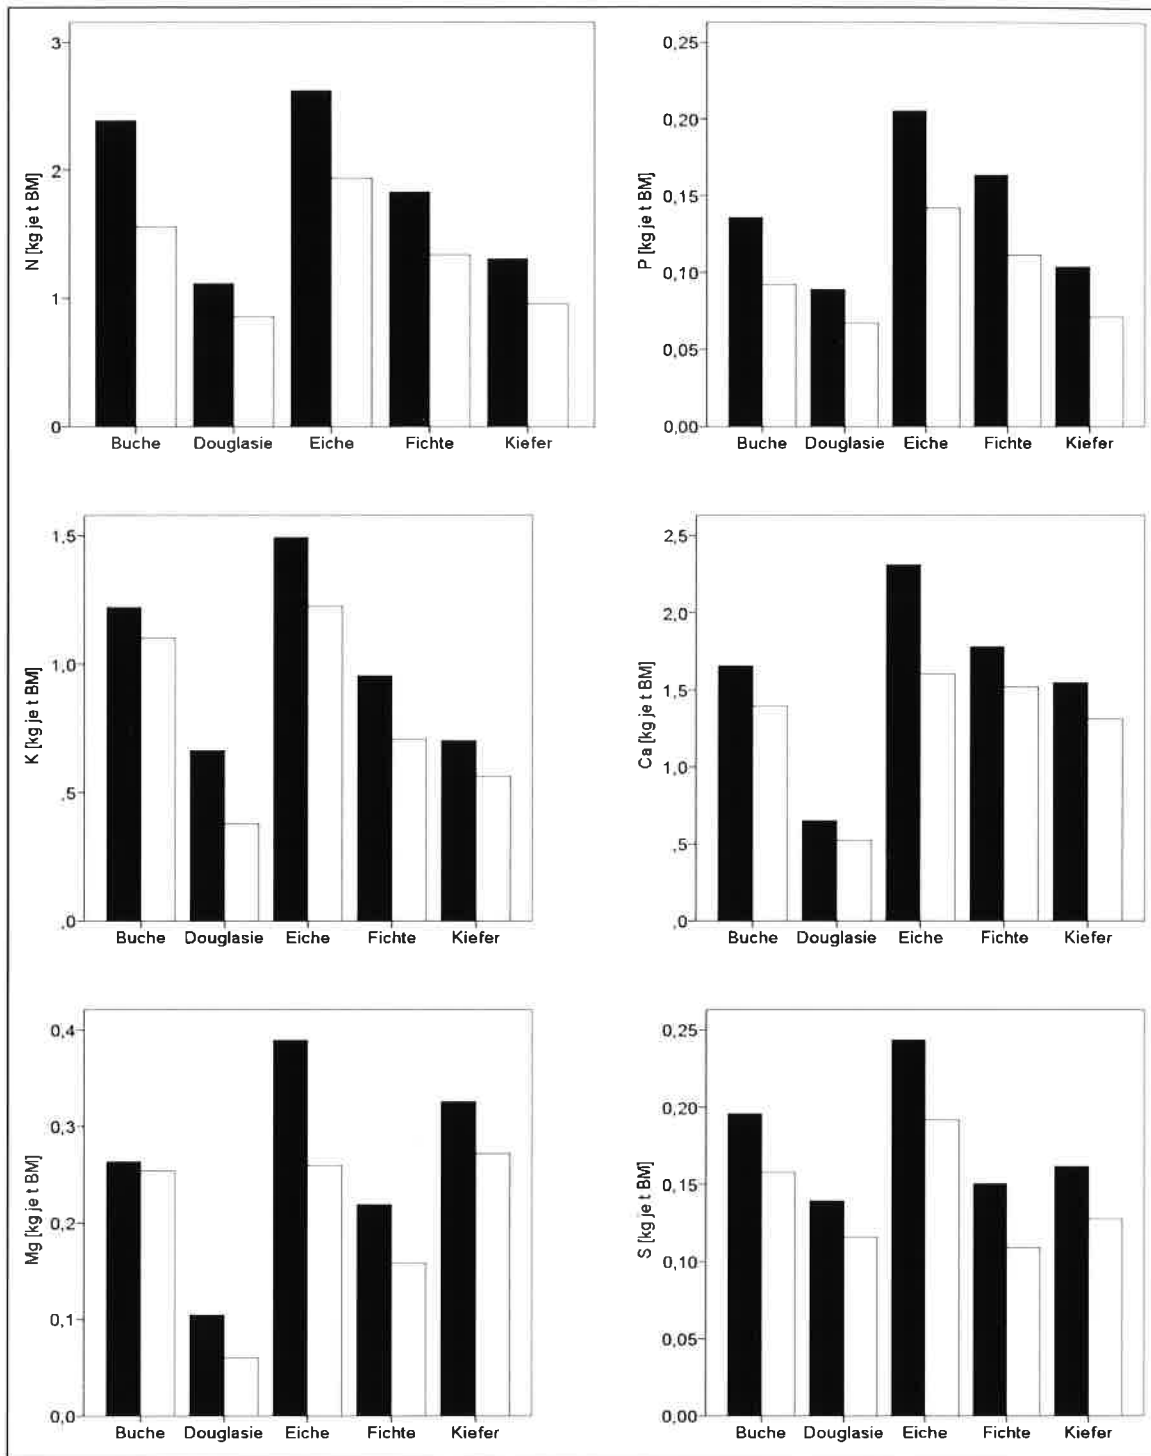 N [kg je t BM]
3
2
1
0
Buche Douglasie Eiche Fichte Kiefer
P [kg je t BM]
0,25
0,20
0,15
0,10
0,05
0,00
Buche Douglasie Eiche Fichte Kiefer
K [kg je t BM]
1,5
1,0
,5
,0
Buche Douglasie Eiche Fichte Kiefer
Ca [kg je t BM]
2,5
2,0
1,5
1,0
,5
,0
Buche Douglasie Eiche Fichte Kiefer
Mg [kg je t BM]
0,4
0,3
0,2
0,1
0,0
Buche Douglasie Eiche Fichte Kiefer
S [kg je t BM]
0,25
0,20
0,15
0,10
0,05
0,00
Buche Douglasie Eiche Fichte Kiefer